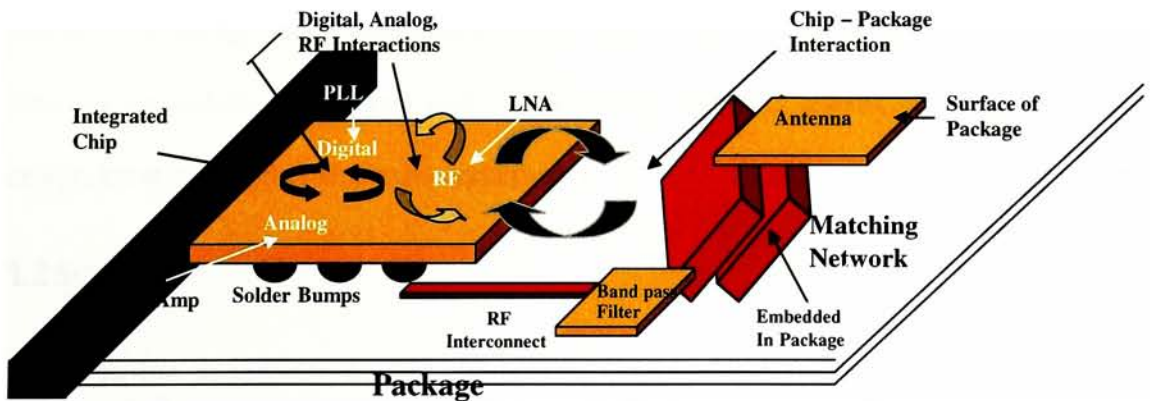 Digital, Analog,
RF Interactions
Chip – Package
Interaction
PLL
LNA
Integrated
Chip
Digital
RF
Analog
Antenna
Surface of
Package
Matching
Network
Amp
Solder Bumps
Band pass
Filter
RF
Interconnect
Embedded
In Package
Package